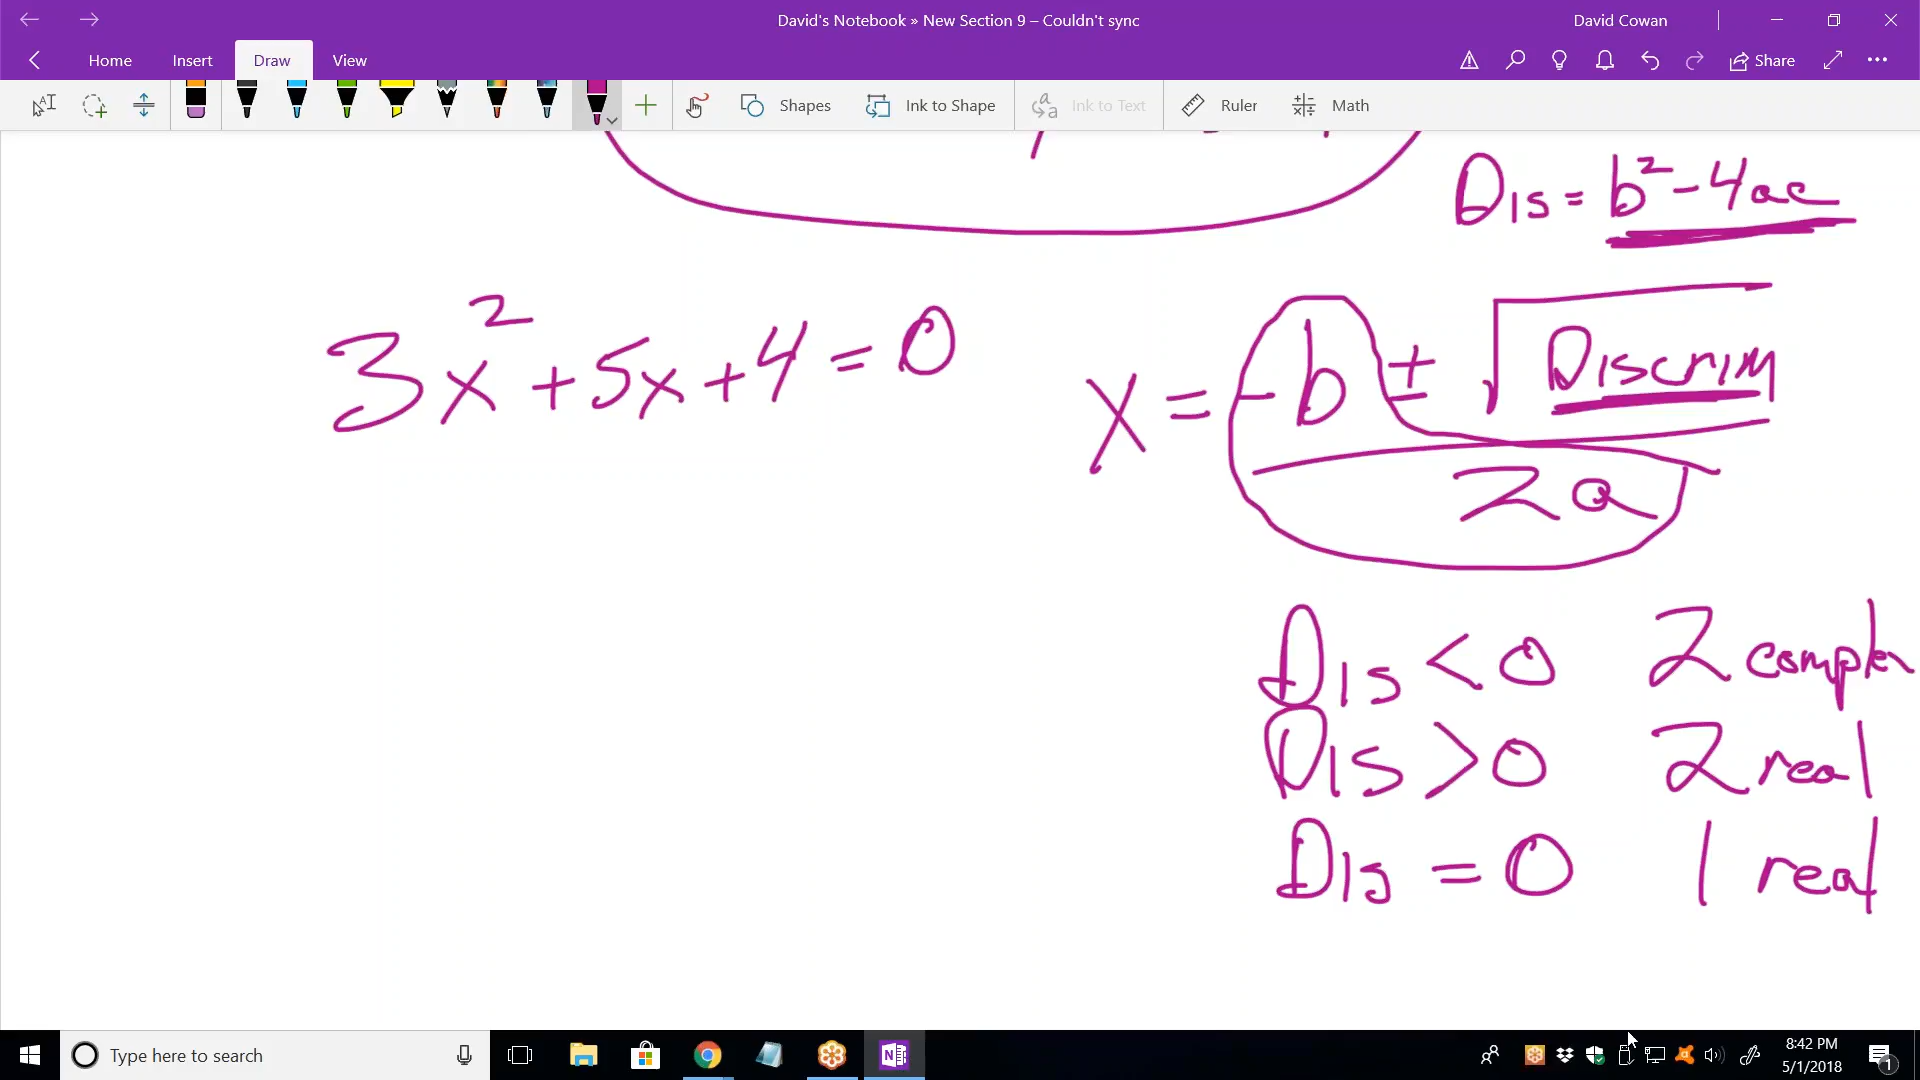 David's Notebook » New Section 9 – Couldn't sync
David Cowan
Home Insert Draw View
Share
Shapes Ink to Shape Ink to Text Ruler Math
Dis = b² - 4ac
3x² + 5x + 4 = 0
x = -b ± √Discrim
2a
Dis < 0 2 complex
Dis > 0 2 real
Dis = 0 1 real
Type here to search
8:42 PM
5/1/2018
1